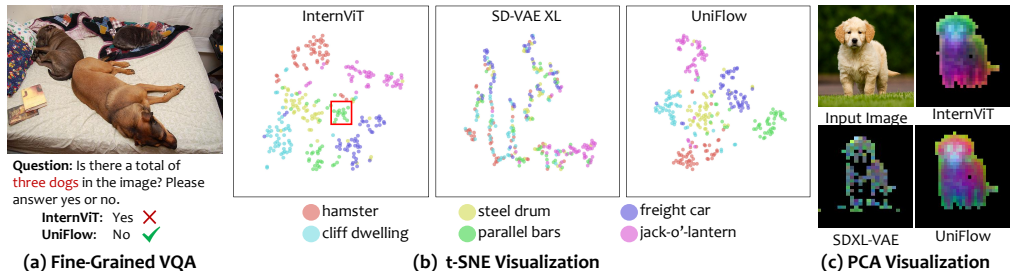 Question: Is there a total of
three dogs in the image? Please
answer yes or no.
InternViT: Yes
UniFlow: No
(a) Fine-Grained VQA
InternViT
SD-VAE XL
UniFlow
hamster
steel drum
freight car
cliff dwelling
parallel bars
jack-o'-lantern
(b) t-SNE Visualization
Input Image
InternViT
SDXL-VAE
UniFlow
(c) PCA Visualization